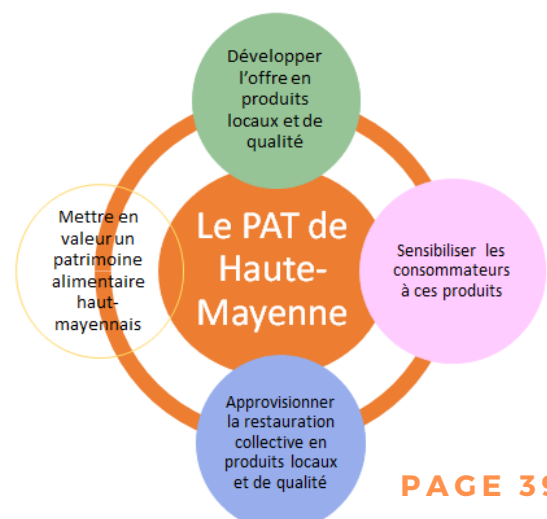 Développer
l'offre en
produits
locaux et de
qualité
Mettre en
valeur un
patrimoine
alimentaire
haut-
mayennais
Le PAT de
Haute-
Mayenne
Sensibiliser les
consommateurs
à ces produits
Approvisionner
la restauration
collective en
produits locaux
et de qualité
PAGE 39